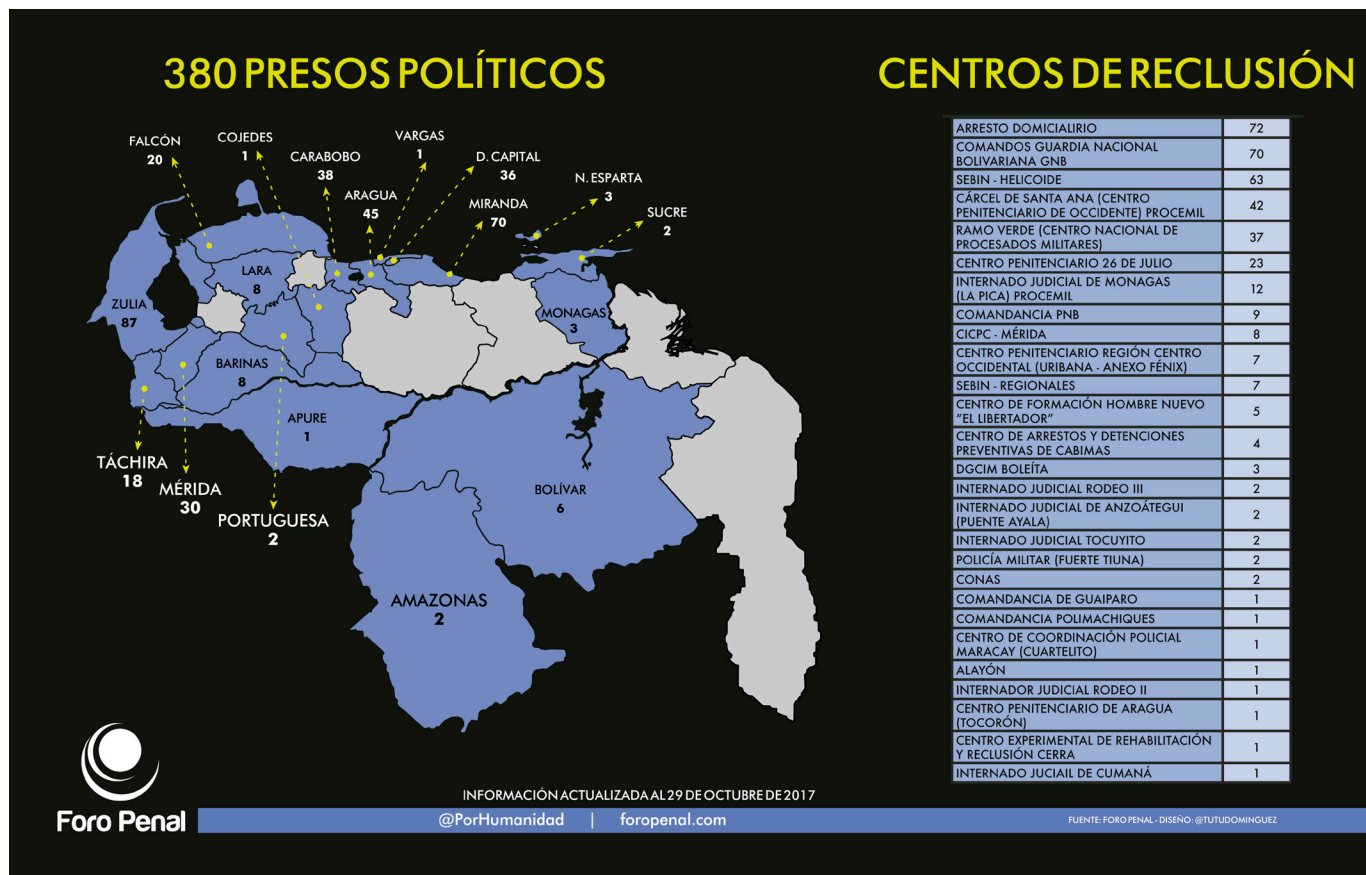 380 PRESOS POLÍTICOS
FALCÓN
20
COJEDES
1
CARABOBO
38
ARAGUA
45
VARGAS
1
D. CAPITAL
36
MIRANDA
70
N. ESPARTA
3
SUCRE
2
LARA
8
ZULIA
87
MONAGAS
3
BARINAS
8
APURE
1
TÁCHIRA
18
MÉRIDA
30
PORTUGUESA
2
BOLÍVAR
6
AMAZONAS
2
CENTROS DE RECLUSIÓN
ARRESTO DOMICIALIRIO 72
COMANDOS GUARDIA NACIONAL
BOLIVARIANA GNB 70
SEBIN - HELICOIDE 63
CÁRCEL DE SANTA ANA (CENTRO
PENITENCIARIO DE OCCIDENTE) PROCEMIL 42
RAMO VERDE (CENTRO NACIONAL DE
PROCESADOS MILITARES) 37
CENTRO PENITENCIARIO 26 DE JULIO 23
INTERNADO JUDICIAL DE MONAGAS
(LA PICA) PROCEMIL 12
COMANDANCIA PNB 9
CICPC - MÉRIDA 8
CENTRO PENITENCIARIO REGIÓN CENTRO
OCCIDENTAL (URIBANA - ANEXO FÉNIX) 7
SEBIN - REGIONALES 7
CENTRO DE FORMACIÓN HOMBRE NUEVO
"EL LIBERTADOR" 5
CENTRO DE ARRESTOS Y DETENCIONES
PREVENTIVAS DE CABIMAS 4
DGCIM BOLEÍTA 3
INTERNADO JUDICIAL RODEO III 2
INTERNADO JUDICIAL DE ANZOÁTEGUI
(PUENTE AYALA) 2
INTERNADO JUDICIAL TOCUYITO 2
POLICÍA MILITAR (FUERTE TIUNA) 2
CONAS 2
COMANDANCIA DE GUAIPARO 1
COMANDANCIA POLIMACHIQUES 1
CENTRO DE COORDINACIÓN POLICIAL
MARACAY (CUARTELITO) 1
ALAYÓN 1
INTERNADOR JUDICIAL RODEO II 1
CENTRO PENITENCIARIO DE ARAGUA
(TOCORÓN) 1
CENTRO EXPERIMENTAL DE REHABILITACIÓN
Y RECLUSIÓN CERRA 1
INTERNADO JUCIAIL DE CUMANÁ 1
INFORMACIÓN ACTUALIZADA AL 29 DE OCTUBRE DE 2017
Foro Penal
@PorHumanidad | foropenal.com
FUENTE: FORO PENAL - DISEÑO: @TUTUDOMINGUEZ